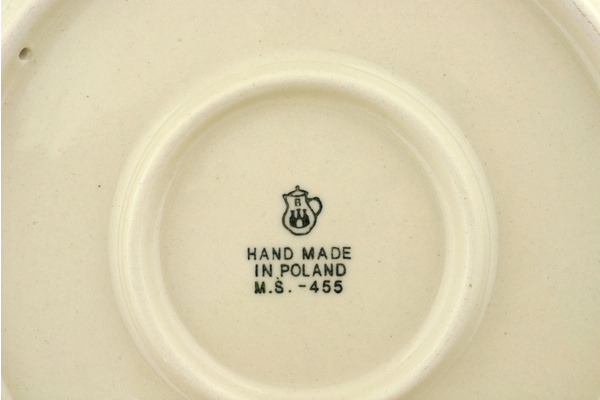 B
HAND MADE
IN POLAND
M.S. -455